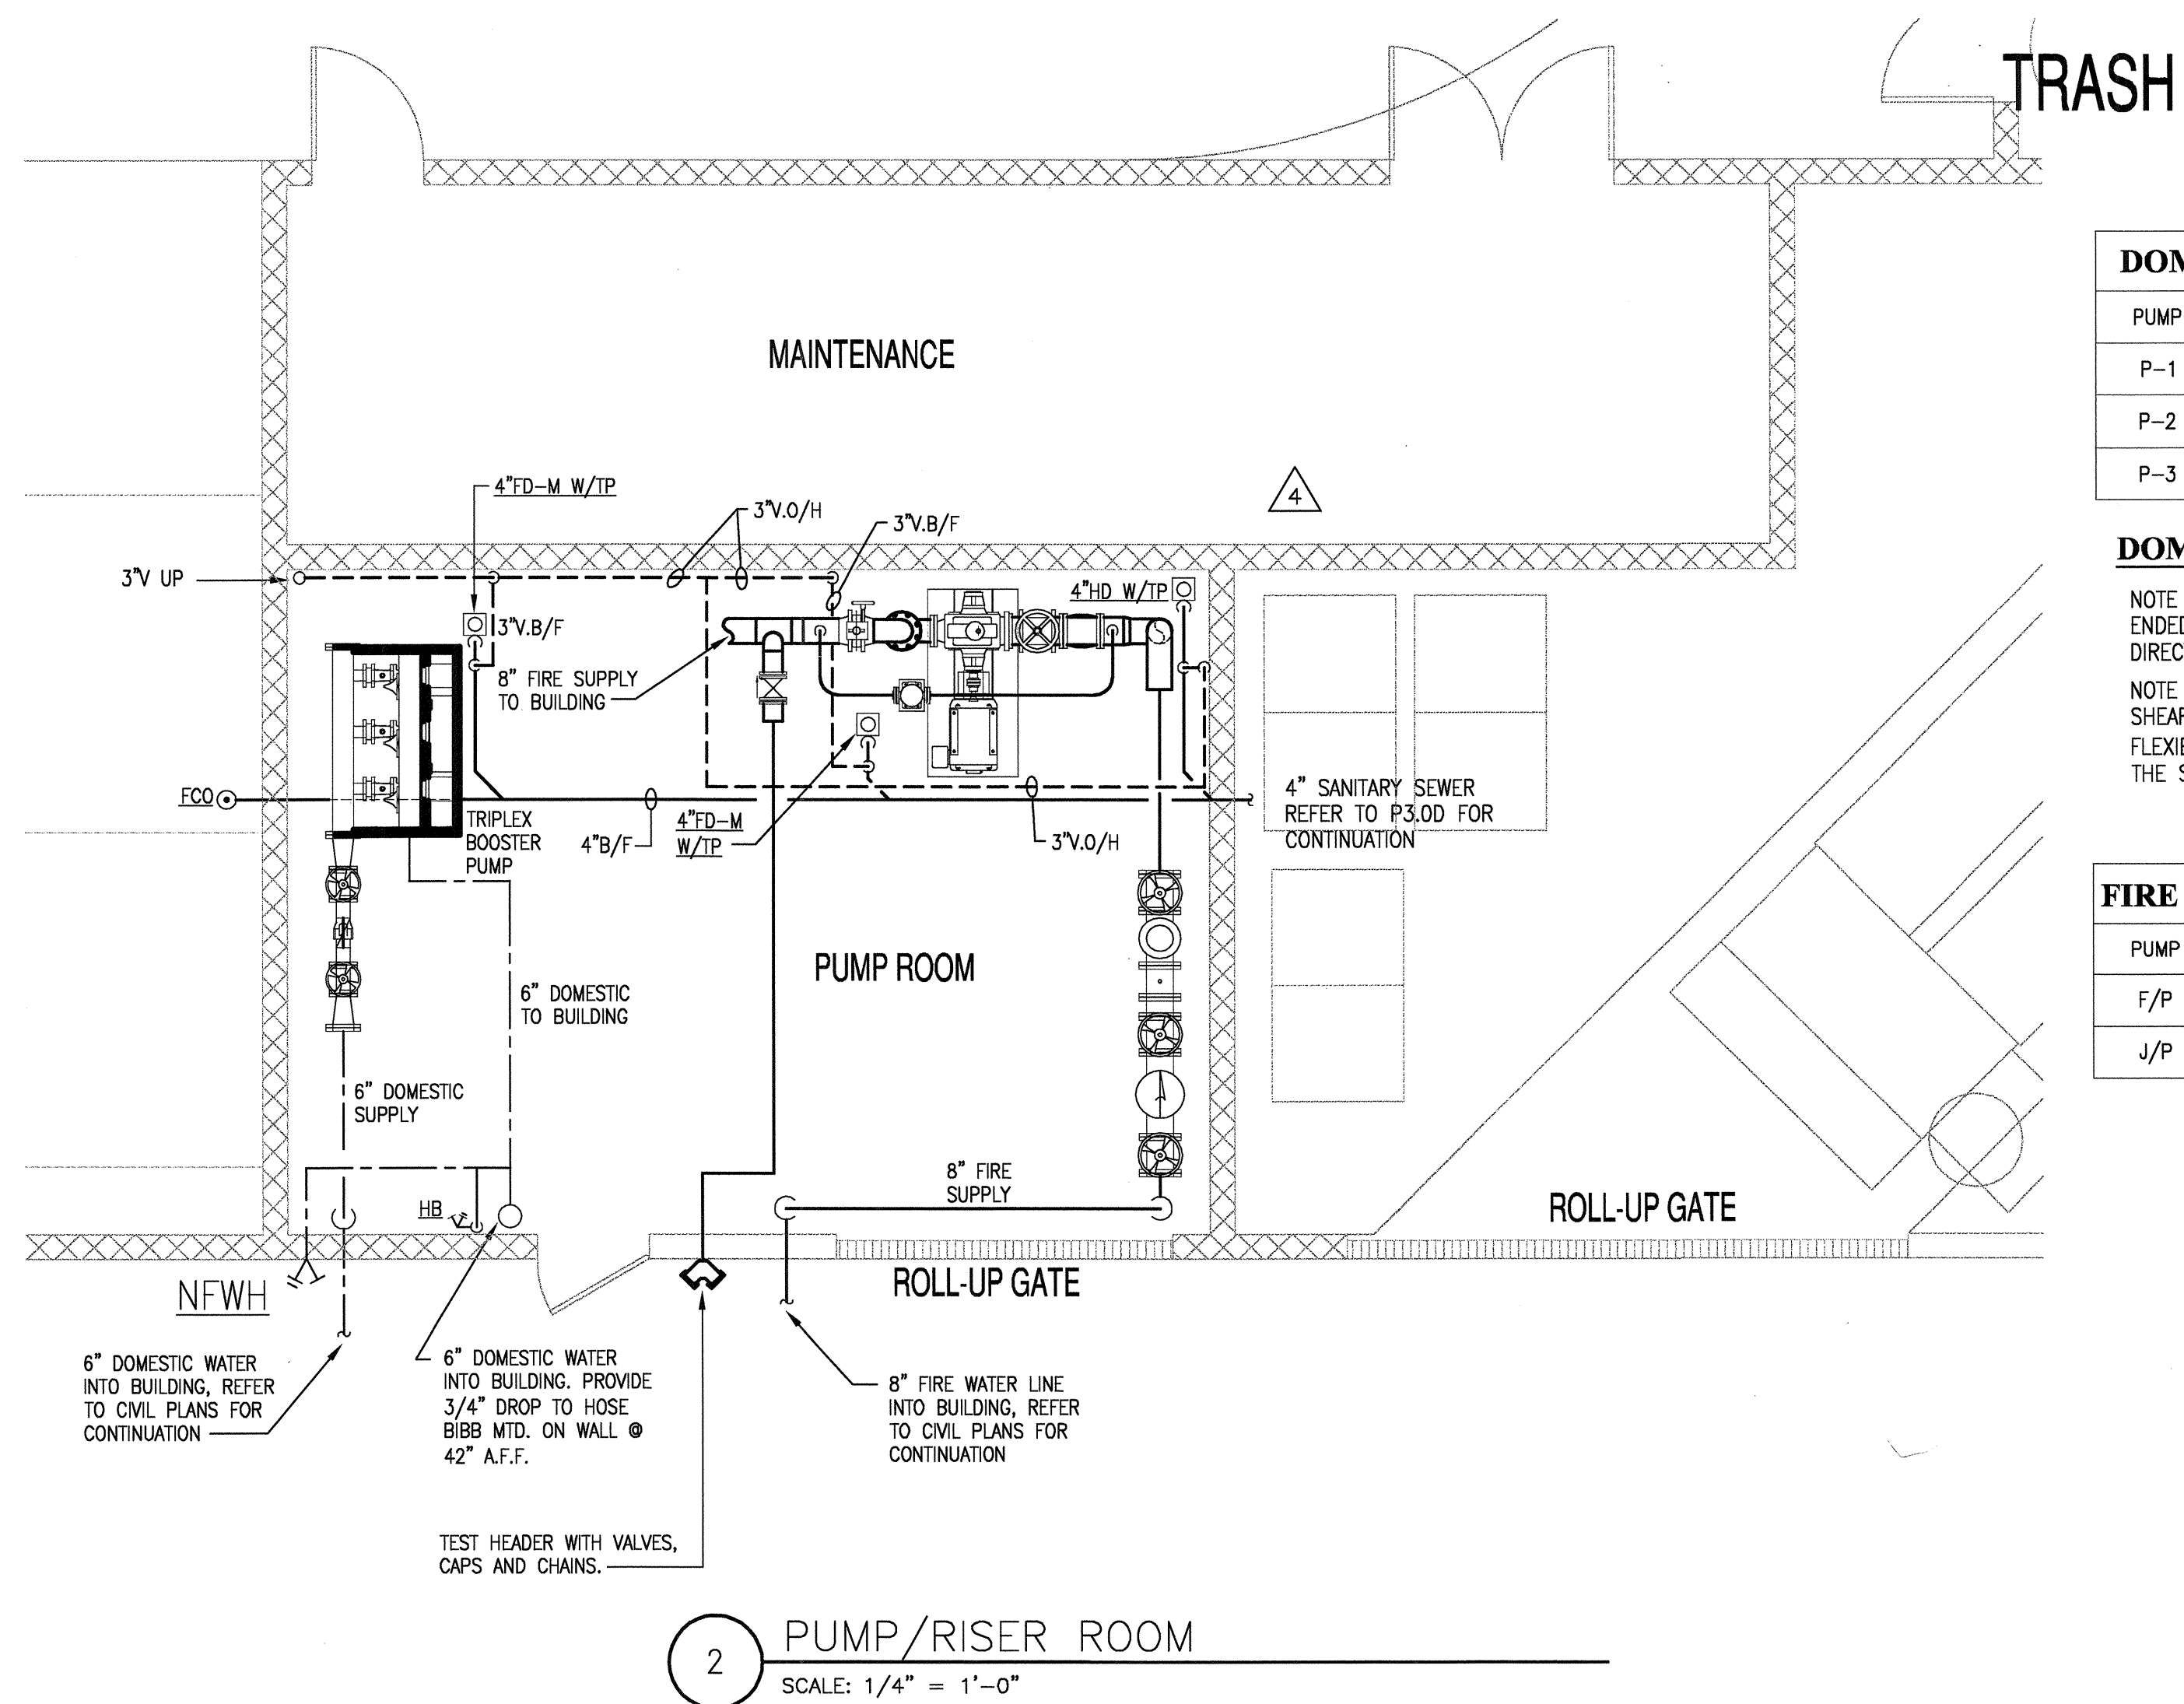 TRASH
MAINTENANCE
DOM
PUMP
P-1
P-2
P-3
4"FD-M W/TP
3"V.O/H
3"V.B/F
4
3"V UP
4"HD W/TP
3"V.B/F
8" FIRE SUPPLY
TO BUILDING
DOM
NOTE
ENDED
DIREC
NOTE
SHEAR
FLEXIB
THE S
FCO
TRIPLEX
BOOSTER
PUMP
4"B/F
4"FD-M
W/TP
3"V.O/H
4" SANITARY SEWER
REFER TO P3.0D FOR
CONTINUATION
FIRE
PUMP
F/P
J/P
PUMP ROOM
6" DOMESTIC
TO BUILDING
6" DOMESTIC
SUPPLY
8" FIRE
SUPPLY
HB
ROLL-UP GATE
NFWH
ROLL-UP GATE
6" DOMESTIC WATER
INTO BUILDING, REFER
TO CIVIL PLANS FOR
CONTINUATION
6" DOMESTIC WATER
INTO BUILDING. PROVIDE
3/4" DROP TO HOSE
BIBB MTD. ON WALL @
42" A.F.F.
8" FIRE WATER LINE
INTO BUILDING, REFER
TO CIVIL PLANS FOR
CONTINUATION
TEST HEADER WITH VALVES,
CAPS AND CHAINS.
2
PUMP/RISER ROOM
SCALE: 1/4" = 1'-0"